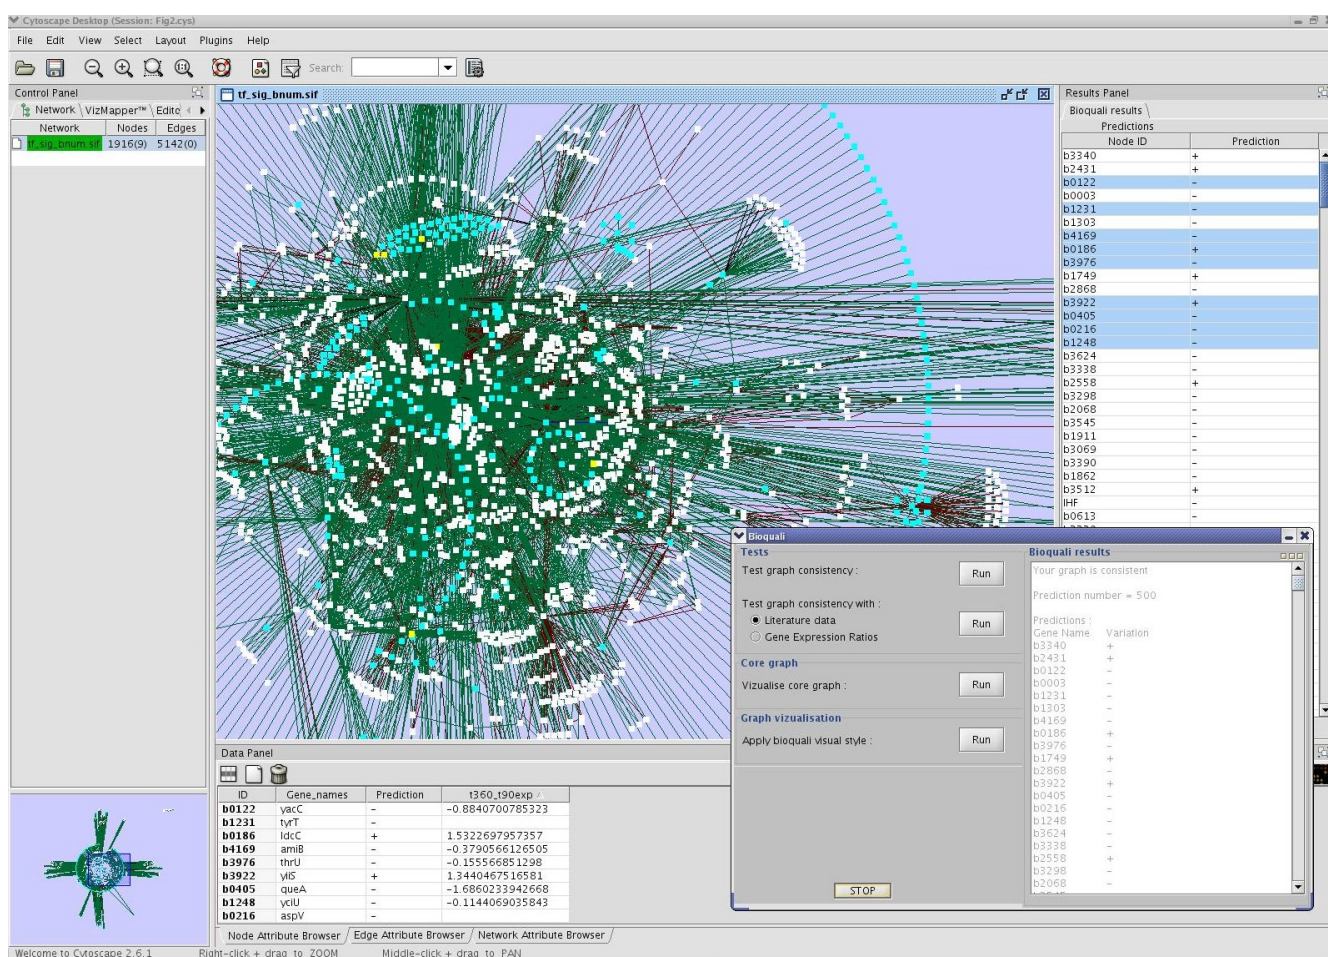 Cytoscape Desktop (Session: Fig2.cys)
File Edit View Select Layout Plugins Help
Search:
Control Panel
Network VizMapper™ Edito
Network Nodes Edges
tf_sig_bnum.sif 1916(9) 5142(0)
tf_sig_bnum.sif
Results Panel
Bioquali results
Predictions
Node ID Prediction
b3340 +
b2431 +
b0122 -
b0003 -
b1231 -
b1303 -
b4169 -
b0186 +
b3976 -
b1749 +
b2868 -
b3922 +
b0405 -
b0216 -
b1248 -
b3624 -
b3338 -
b2558 +
b3298 -
b2068 -
b3545 -
b1911 -
b3069 -
b3390 -
b1862 -
b3512 +
IHF -
b0613 -
Bioquali
Tests
Test graph consistency : Run
Test graph consistency with :
Literature data Run
Gene Expression Ratios
Core graph
Vizualise core graph : Run
Graph vizualisation
Apply bioquali visual style : Run
STOP
Bioquali results
Your graph is consistent
Prediction number = 500
Predictions :
Gene Name Variation
b3340 +
b2431 +
b0122 -
b0003 -
b1231 -
b1303 -
b4169 -
b0186 +
b3976 -
b1749 +
b2868 -
b3922 +
b0405 -
b0216 -
b1248 -
b3624 -
b3338 -
b2558 +
b3298 -
b2068 -
Data Panel
ID Gene_names Prediction t360_t90exp
b0122 yacC - -0.8840700785323
b1231 tyrT -
b0186 ldcC + 1.5322697957357
b4169 amiB - -0.3790566126505
b3976 thrU - -0.155566851298
b3922 yiiS + 1.3440467516581
b0405 queA - -1.6860233942668
b1248 yciU - -0.1144069035843
b0216 aspV -
Node Attribute Browser Edge Attribute Browser Network Attribute Browser
Welcome to Cytoscape 2.6.1 Right-click + drag to ZOOM Middle-click + drag to PAN